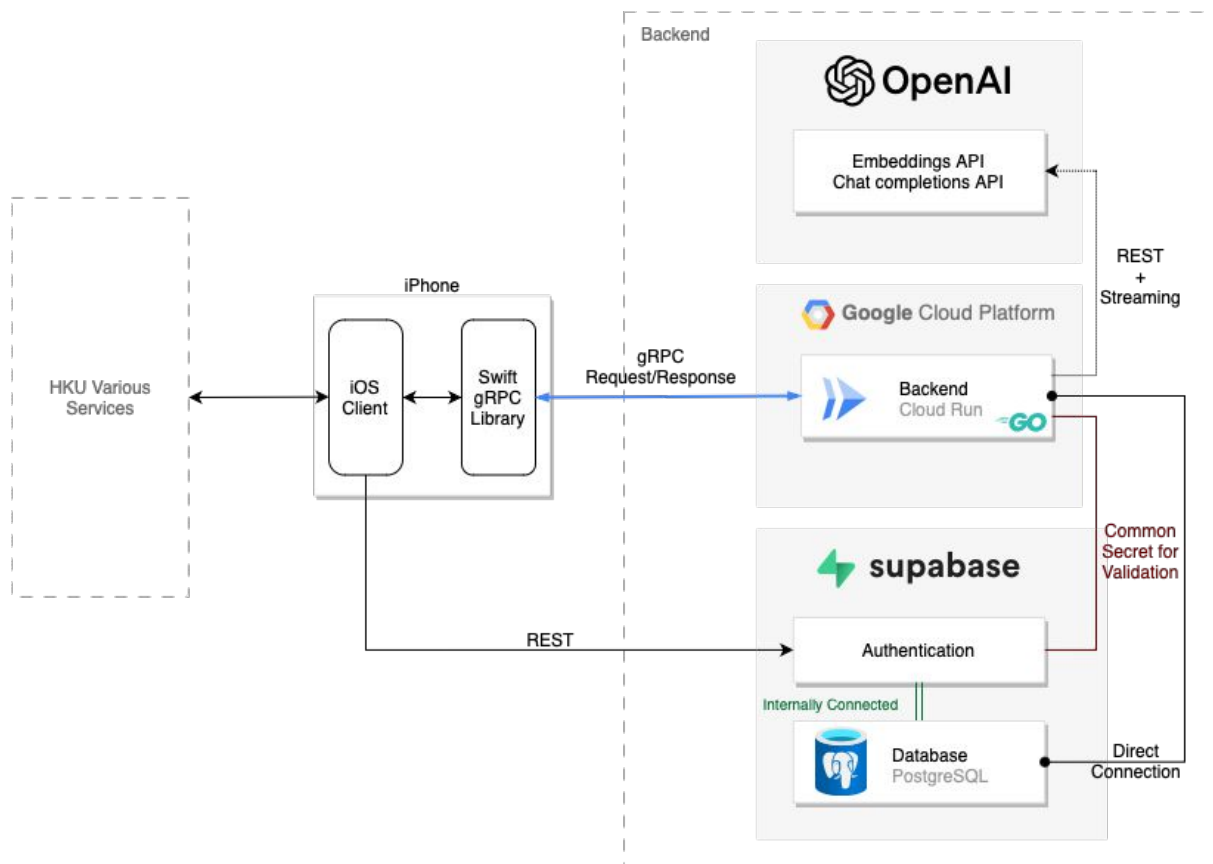 Backend
OpenAI
Embeddings API
Chat completions API
REST
+
Streaming
iPhone
Google Cloud Platform
HKU Various
Services
iOS
Client
Swift
gRPC
Library
gRPC
Request/Response
Backend
Cloud Run
GO
Common
Secret for
Validation
supabase
REST
Authentication
Internally Connected
Database
PostgreSQL
Direct
Connection